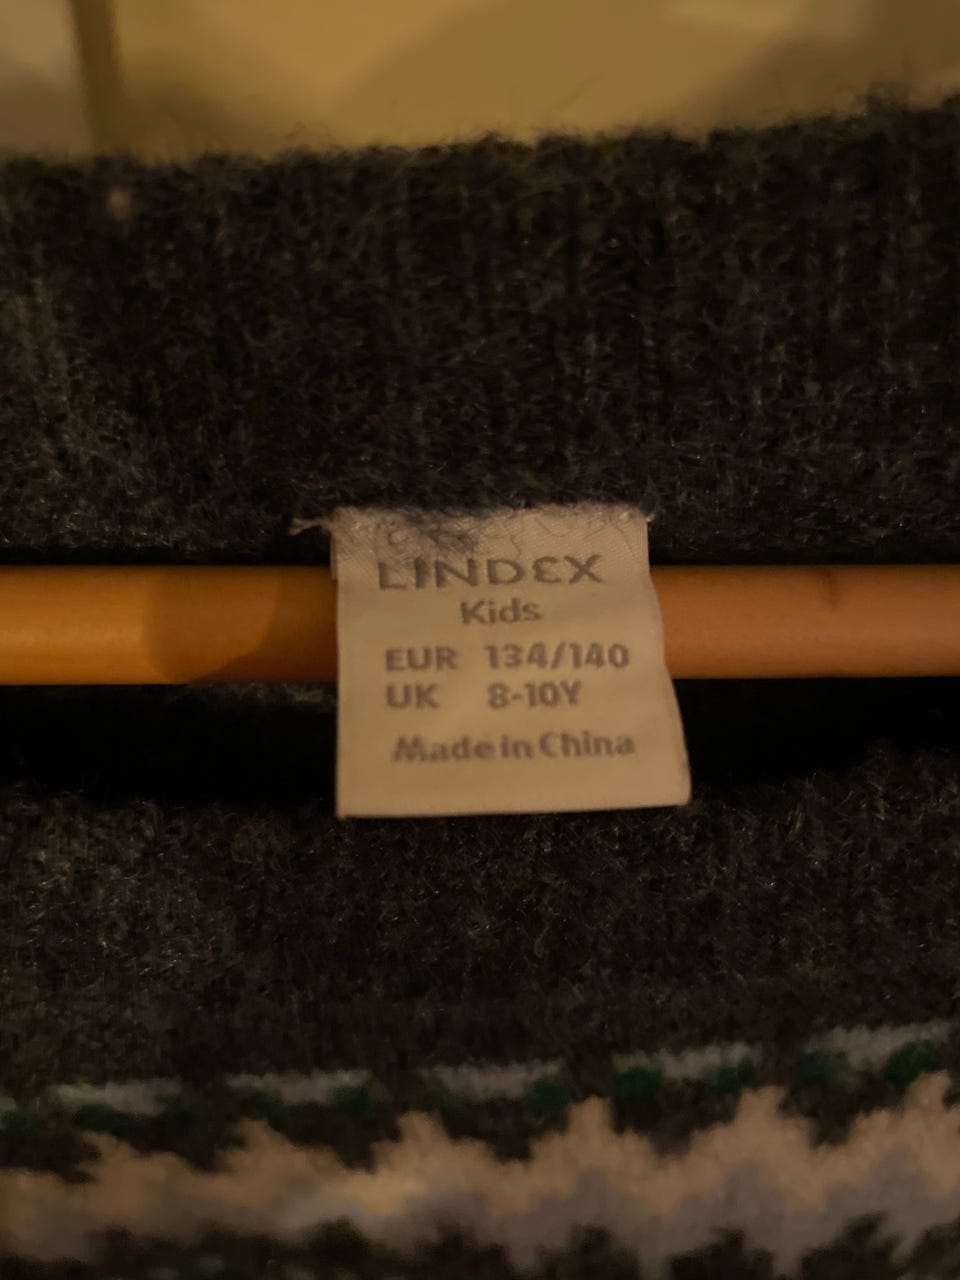 LINDEX
Kids
EUR 134/140
UK 8-10Y
Made in China